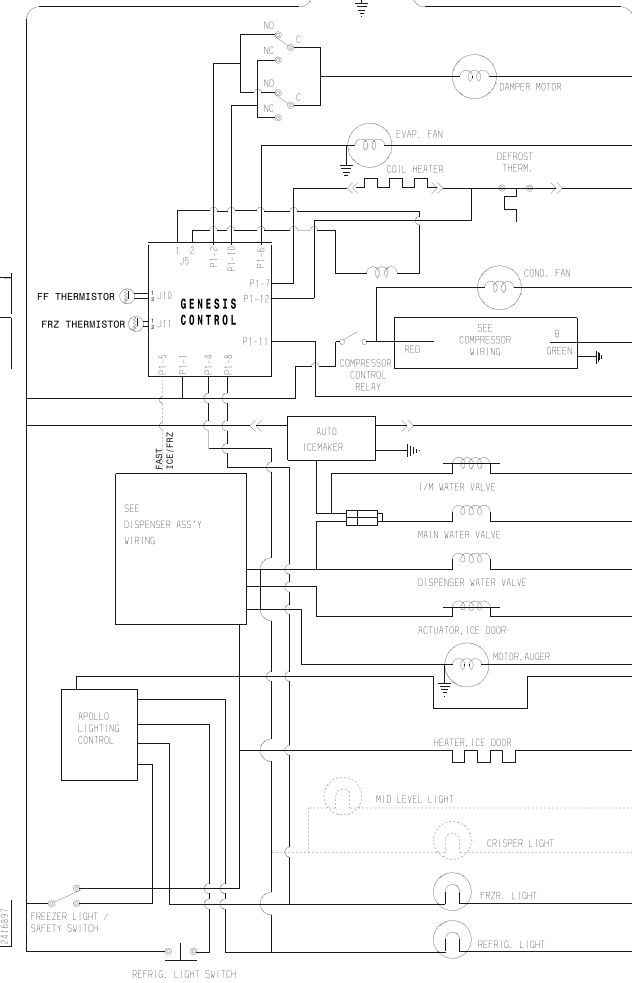 NO
C
NC
NO
C
NC
DAMPER MOTOR
EVAP. FAN
COIL HEATER
DEFROST
THERM.
1 2
J5
P1-2
P1-10
P1-6
P1-7
P1-12
P1-11
FF THERMISTOR
1
2
J10
FRZ THERMISTOR
1
2
J11
GENESIS
CONTROL
P1-5
P1-1
P1-4
P1-8
COND. FAN
COMPRESSOR
CONTROL
RELAY
RED
SEE
COMPRESSOR
WIRING
GREEN
FAST
ICE/FRZ
AUTO
ICEMAKER
I/M WATER VALVE
SEE
DISPENSER ASS'Y
WIRING
MAIN WATER VALVE
DISPENSER WATER VALVE
ACTUATOR,ICE DOOR
MOTOR,AUGER
APOLLO
LIGHTING
CONTROL
HEATER,ICE DOOR
MID LEVEL LIGHT
CRISPER LIGHT
FRZR. LIGHT
FREEZER LIGHT /
SAFETY SWITCH
REFRIG. LIGHT
REFRIG. LIGHT SWITCH
2416897